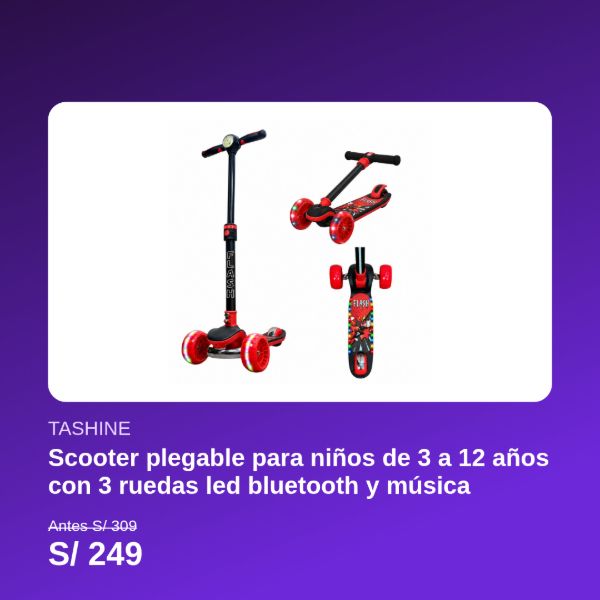 FLASH
FLASH
TASHINE
Scooter plegable para niños de 3 a 12 años
con 3 ruedas led bluetooth y música
Antes S/ 309
S/ 249